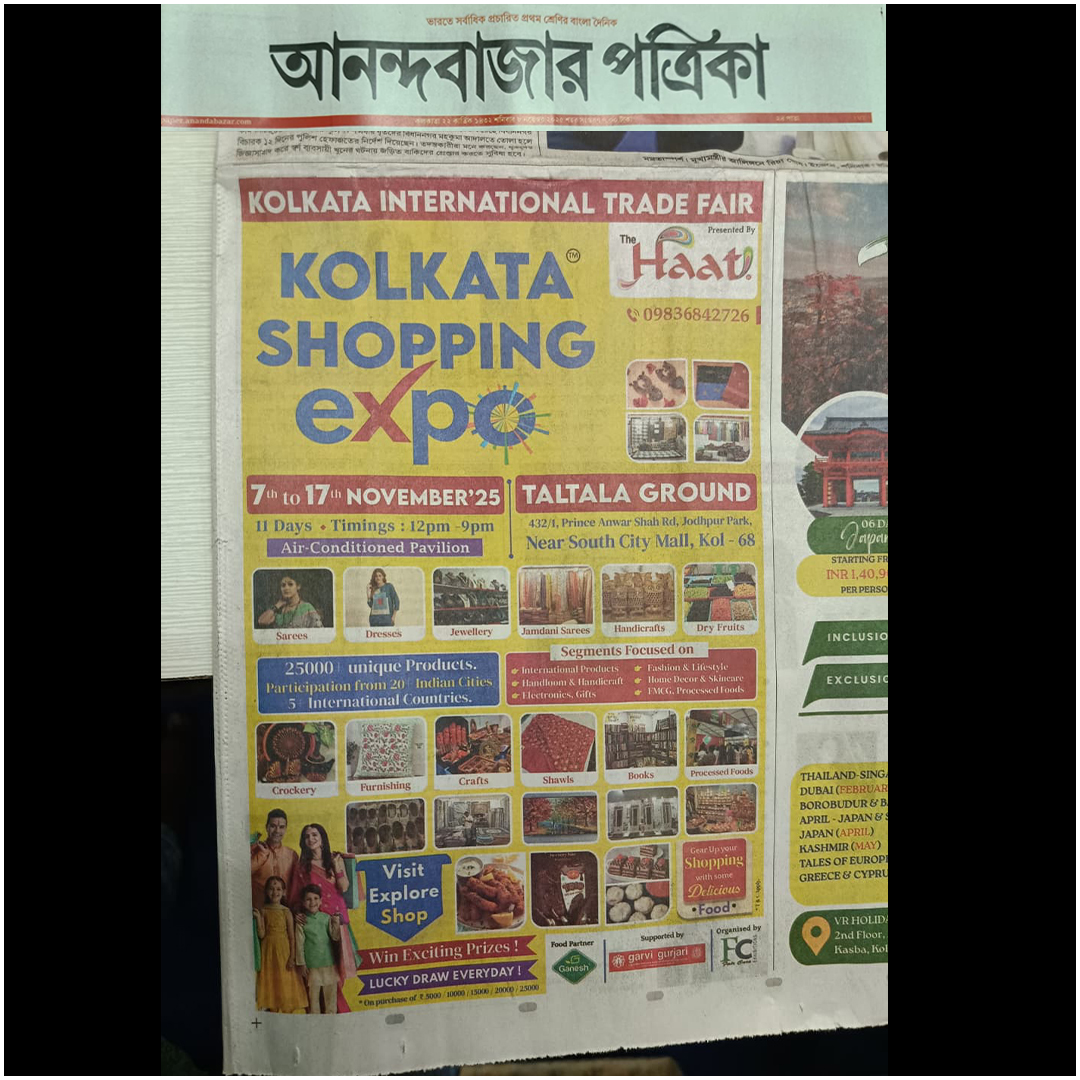 ভারতে সর্বাধিক প্রচারিত প্রথম শ্রেণির বাংলা দৈনিক
আনন্দবাজার পত্রিকা
KOLKATA INTERNATIONAL TRADE FAIR
KOLKATA TM
SHOPPING
expo
Presented By
The Haat
09836842726
7th to 17th NOVEMBER'25
11 Days • Timings : 12pm -9pm
Air-Conditioned Pavilion
TALTALA GROUND
432/1, Prince Anwar Shah Rd, Jodhpur Park,
Near South City Mall, Kol - 68
Sarees Dresses Jewellery Jamdani Sarees Handicrafts Dry Fruits
25000+ unique Products.
Participation from 20+ Indian Cities
5+ International Countries.
Segments Focused on
International Products
Handloom & Handicraft
Electronics, Gifts
Fashion & Lifestyle
Home Decor & Skincare
FMCG, Processed Foods
Crockery Furnishing Crafts Shawls Books Processed Foods
Visit
Explore
Shop
Gear Up your
Shopping
with some
Delicious
• Food •
Win Exciting Prizes !
LUCKY DRAW EVERYDAY !
* On purchase of ₹ 5000 / 10000 / 15000 / 20000 / 25000
Food Partner
Ganesh
Supported by
garvi gurjari
Organised by
06 D
Japa
STARTING FR
INR 1,40,9
PER PERSO
INCLUSIO
EXCLUSIO
THAILAND-SING
DUBAI (FEBRUAR
BOROBUDUR & B
APRIL - JAPAN & S
JAPAN (APRIL)
KASHMIR (MAY)
TALES OF EUROP
GREECE & CYPRU
VR HOLID
2nd Floor,
Kasba, Kol